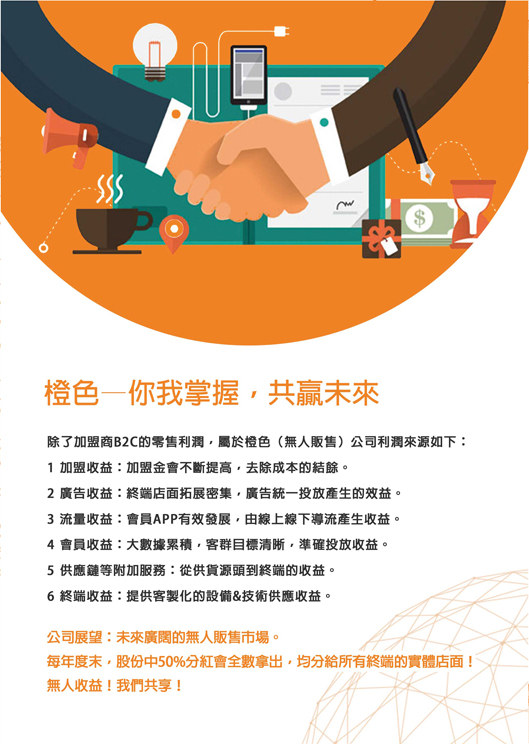 橙色—你我掌握，共贏未來
除了加盟商B2C的零售利潤，屬於橙色（無人販售）公司利潤來源如下：
1 加盟收益：加盟金會不斷提高，去除成本的結餘。
2 廣告收益：終端店面拓展密集，廣告統一投放產生的效益。
3 流量收益：會員APP有效發展，由線上線下導流產生收益。
4 會員收益：大數據累積，客群目標清晰，準確投放收益。
5 供應鏈等附加服務：從供貨源頭到終端的收益。
6 終端收益：提供客製化的設備&技術供應收益。
公司展望：未來廣闊的無人販售市場。
每年度末，股份中50%分紅會全數拿出，均分給所有終端的實體店面！
無人收益！我們共享！